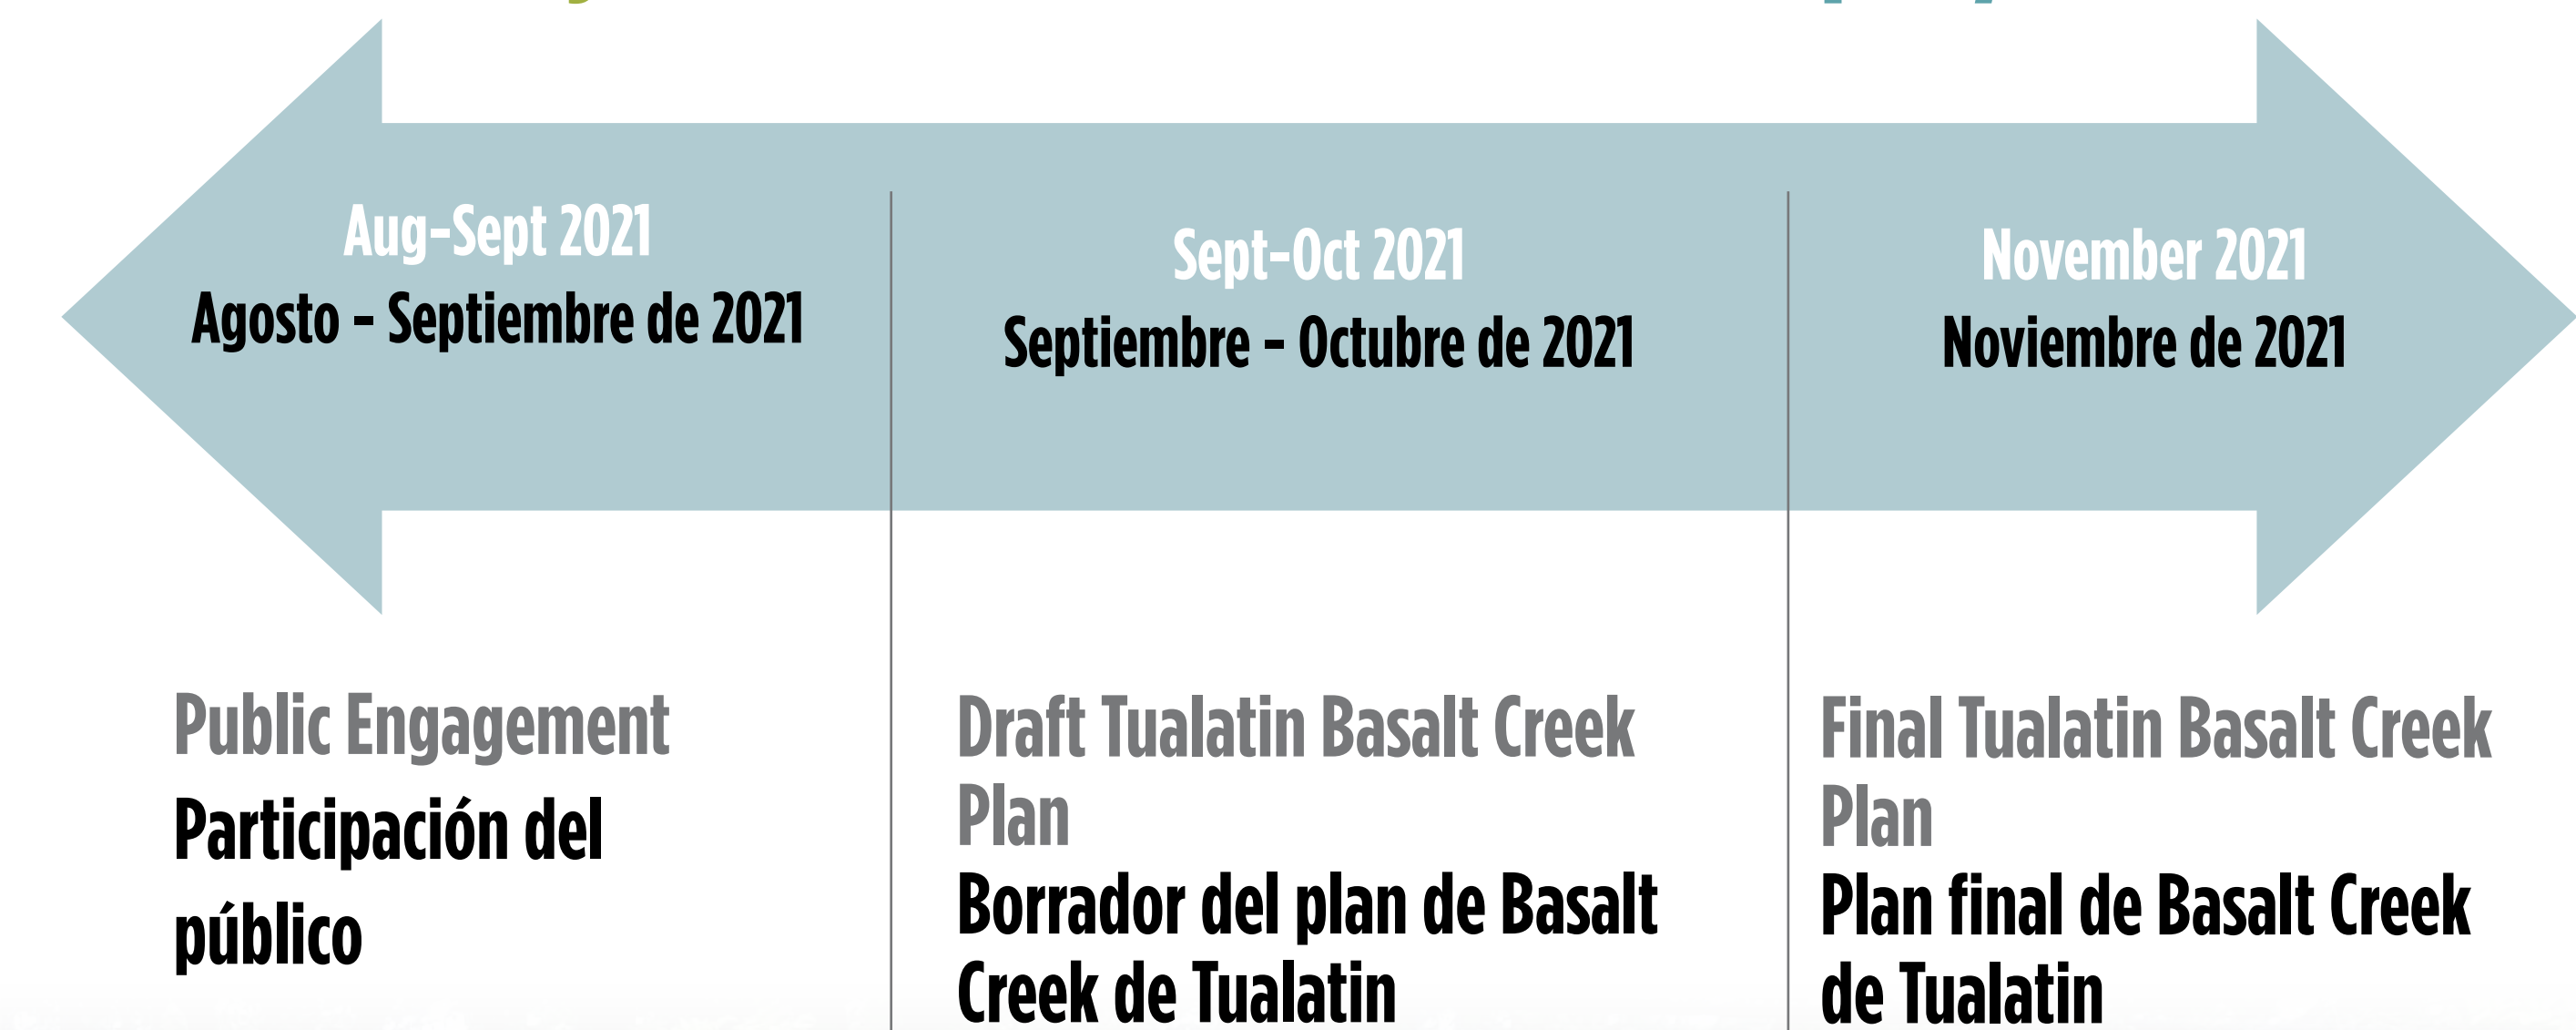 Aug-Sept 2021
Agosto - Septiembre de 2021
Sept-Oct 2021
Septiembre - Octubre de 2021
November 2021
Noviembre de 2021
Public Engagement
Participación del
público
Draft Tualatin Basalt Creek
Plan
Borrador del plan de Basalt
Creek de Tualatin
Final Tualatin Basalt Creek
Plan
Plan final de Basalt Creek
de Tualatin